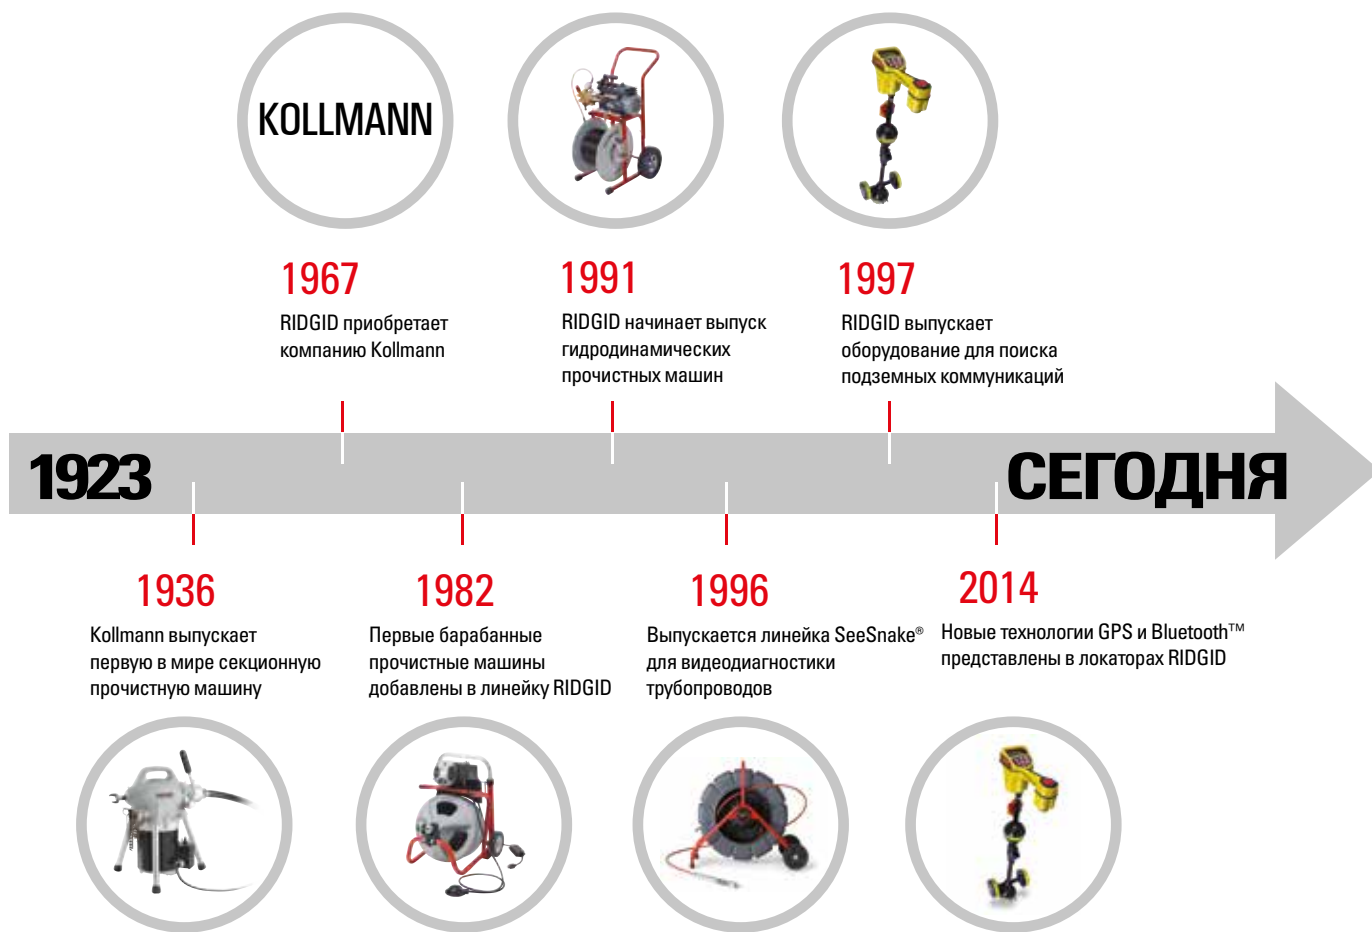 KOLLMANN
1967
RIDGID приобретает
компанию Kollmann
1991
RIDGID начинает выпуск
гидродинамических
прочистных машин
1997
RIDGID выпускает
оборудование для поиска
подземных коммуникаций
1923
СЕГОДНЯ
1936
Kollmann выпускает
первую в мире секционную
прочистную машину
1982
Первые барабанные
прочистные машины
добавлены в линейку RIDGID
1996
Выпускается линейка SeeSnake®
для видеодиагностики
трубопроводов
2014
Новые технологии GPS и Bluetooth™
представлены в локаторах RIDGID